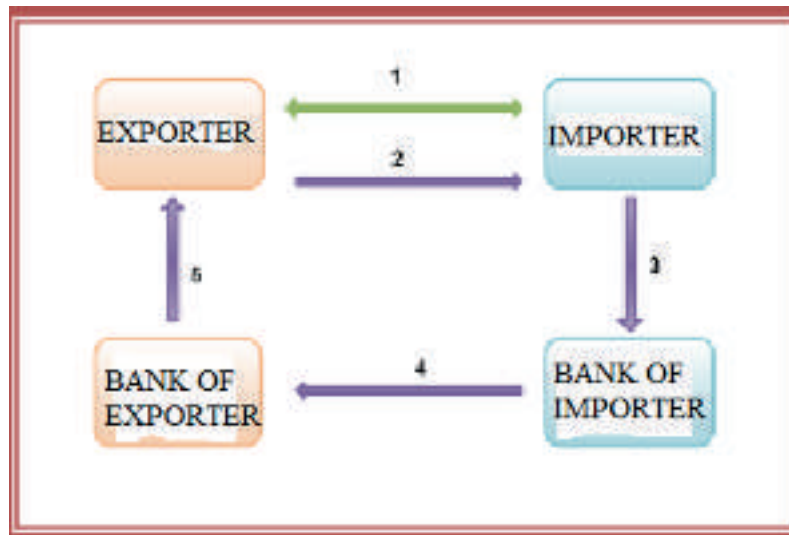 1
EXPORTER
IMPORTER
2
5
3
BANK OF
EXPORTER
4
BANK OF
IMPORTER